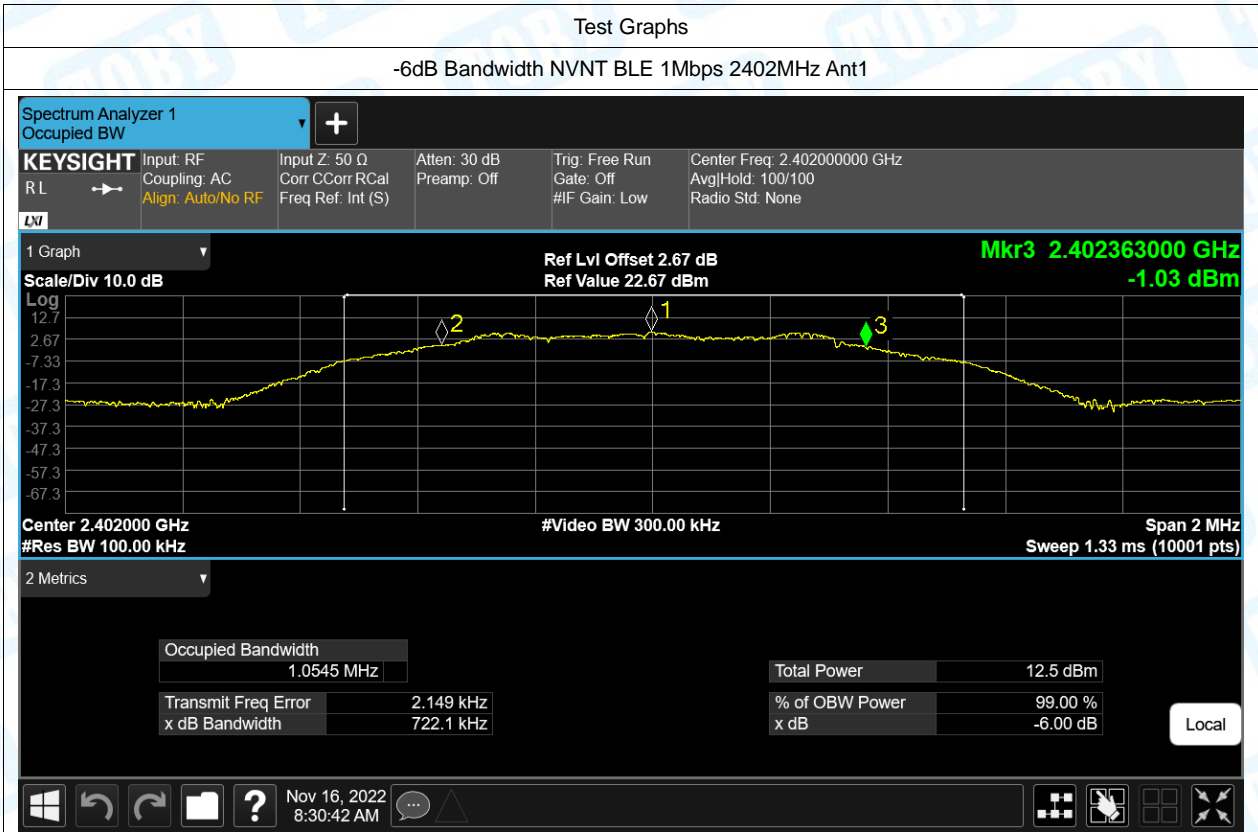 Test Graphs
-6dB Bandwidth NVNT BLE 1Mbps 2402MHz Ant1
Spectrum Analyzer 1
Occupied BW
KEYSIGHT
R L
LXI
Input: RF
Coupling: AC
Align: Auto/No RF
Input Z: 50 Ω
Corr CCorr RCal
Freq Ref: Int (S)
Atten: 30 dB
Preamp: Off
Trig: Free Run
Gate: Off
#IF Gain: Low
Center Freq: 2.402000000 GHz
Avg|Hold: 100/100
Radio Std: None
1 Graph
Scale/Div 10.0 dB
Ref Lvl Offset 2.67 dB
Ref Value 22.67 dBm
Mkr3 2.402363000 GHz
-1.03 dBm
Log
12.7
2.67
-7.33
-17.3
-27.3
-37.3
-47.3
-57.3
-67.3
2
1
3
Center 2.402000 GHz
#Video BW 300.00 kHz
Span 2 MHz
#Res BW 100.00 kHz
Sweep 1.33 ms (10001 pts)
2 Metrics
Occupied Bandwidth
1.0545 MHz
Transmit Freq Error 2.149 kHz
x dB Bandwidth 722.1 kHz
Total Power 12.5 dBm
% of OBW Power 99.00 %
x dB -6.00 dB
Local
?
Nov 16, 2022
8:30:42 AM
TOBY